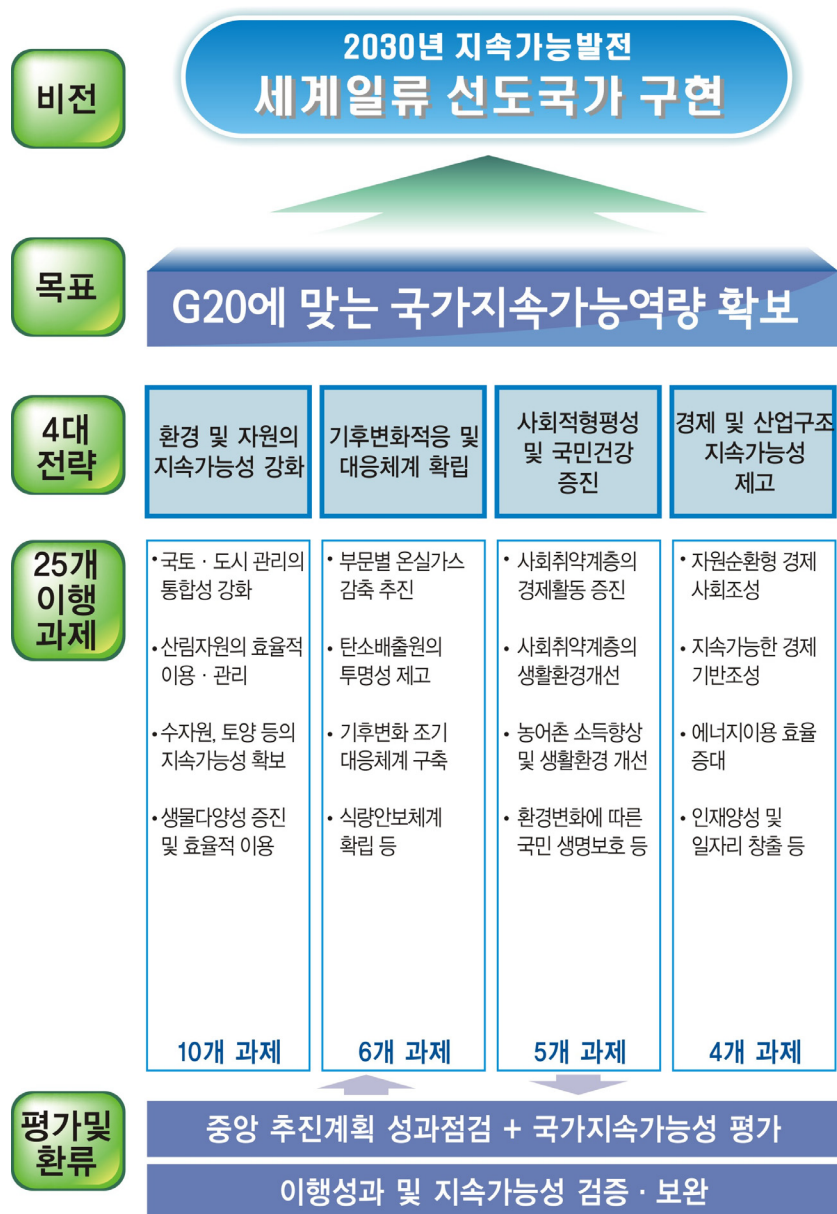 비전
2030년 지속가능발전
세계일류 선도국가 구현
목표
G20에 맞는 국가지속가능역량 확보
4대
전략
환경 및 자원의
지속가능성 강화
기후변화적응 및
대응체계 확립
사회적형평성
및 국민건강
증진
경제 및 산업구조
지속가능성
제고
25개
이행
과제
• 국토 · 도시 관리의
통합성 강화
• 산림자원의 효율적
이용 · 관리
• 수자원, 토양 등의
지속가능성 확보
• 생물다양성 증진
및 효율적 이용
10개 과제
• 부문별 온실가스
감축 추진
• 탄소배출원의
투명성 제고
• 기후변화 조기
대응체계 구축
• 식량안보체계
확립 등
6개 과제
• 사회취약계층의
경제활동 증진
• 사회취약계층의
생활환경개선
• 농어촌 소득향상
및 생활환경 개선
• 환경변화에 따른
국민 생명보호 등
5개 과제
• 자원순환형 경제
사회조성
• 지속가능한 경제
기반조성
• 에너지이용 효율
증대
• 인재양성 및
일자리 창출 등
4개 과제
평가및
환류
중앙 추진계획 성과점검 + 국가지속가능성 평가
이행성과 및 지속가능성 검증 · 보완